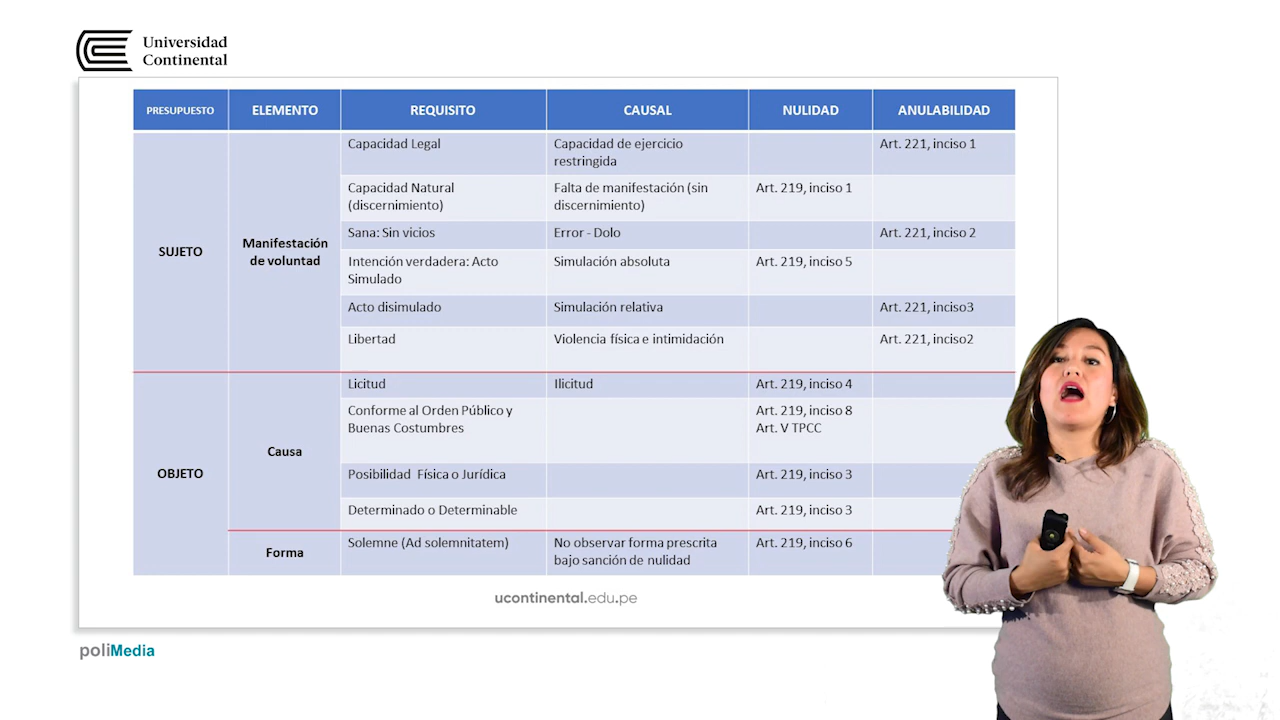 Universidad
Continental
PRESUPUESTO ELEMENTO REQUISITO CAUSAL NULIDAD ANULABILIDAD
SUJETO
Manifestación
de voluntad
Capacidad Legal
Capacidad de ejercicio
restringida
Art. 221, inciso 1
Capacidad Natural
(discernimiento)
Falta de manifestación (sin
discernimiento)
Art. 219, inciso 1
Sana: Sin vicios
Error - Dolo
Art. 221, inciso 2
Intención verdadera: Acto
Simulado
Simulación absoluta
Art. 219, inciso 5
Acto disimulado
Simulación relativa
Art. 221, inciso3
Libertad
Violencia física e intimidación
Art. 221, inciso2
OBJETO
Causa
Licitud
Ilicitud
Art. 219, inciso 4
Conforme al Orden Público y
Buenas Costumbres
Art. 219, inciso 8
Art. V TPCC
Posibilidad Física o Jurídica
Art. 219, inciso 3
Determinado o Determinable
Art. 219, inciso 3
Forma
Solemne (Ad solemnitatem)
No observar forma prescrita
bajo sanción de nulidad
Art. 219, inciso 6
ucontinental.edu.pe
poliMedia